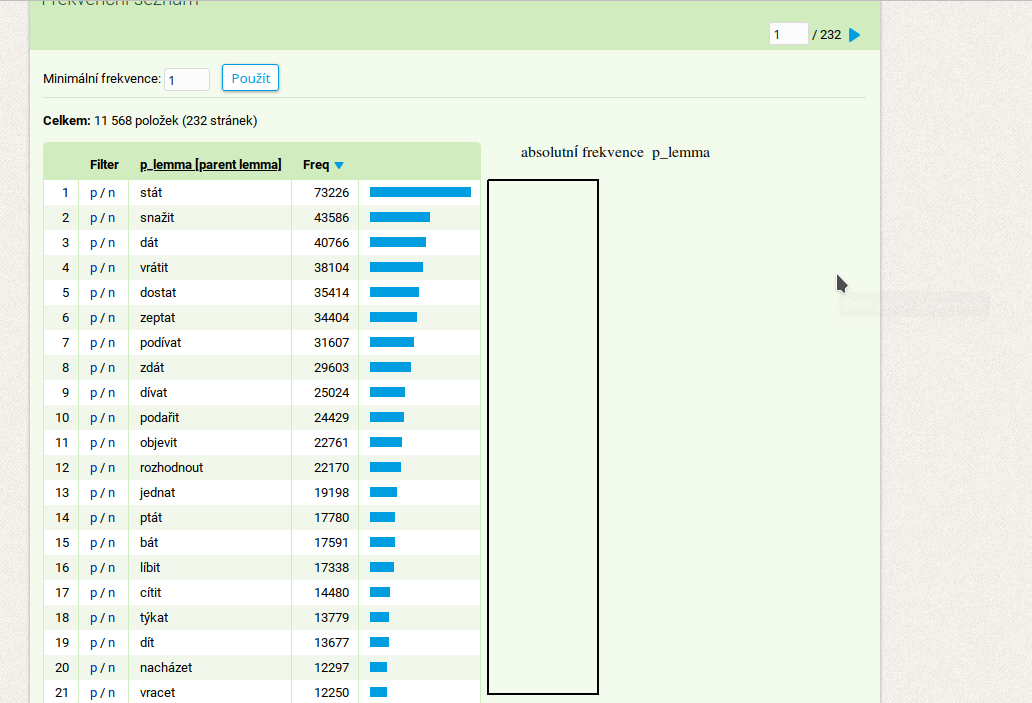 Frekvenční seznam
1 / 232
Minimální frekvence: 1 Použít
Celkem: 11 568 položek (232 stránek)
absolutní frekvence p_lemma
Filter p_lemma [parent lemma] Freq
1 p / n stát 73226
2 p / n snažit 43586
3 p / n dát 40766
4 p / n vrátit 38104
5 p / n dostat 35414
6 p / n zeptat 34404
7 p / n podívat 31607
8 p / n zdát 29603
9 p / n dívat 25024
10 p / n podařit 24429
11 p / n objevit 22761
12 p / n rozhodnout 22170
13 p / n jednat 19198
14 p / n ptát 17780
15 p / n bát 17591
16 p / n líbit 17338
17 p / n cítit 14480
18 p / n týkat 13779
19 p / n dít 13677
20 p / n nacházet 12297
21 p / n vracet 12250